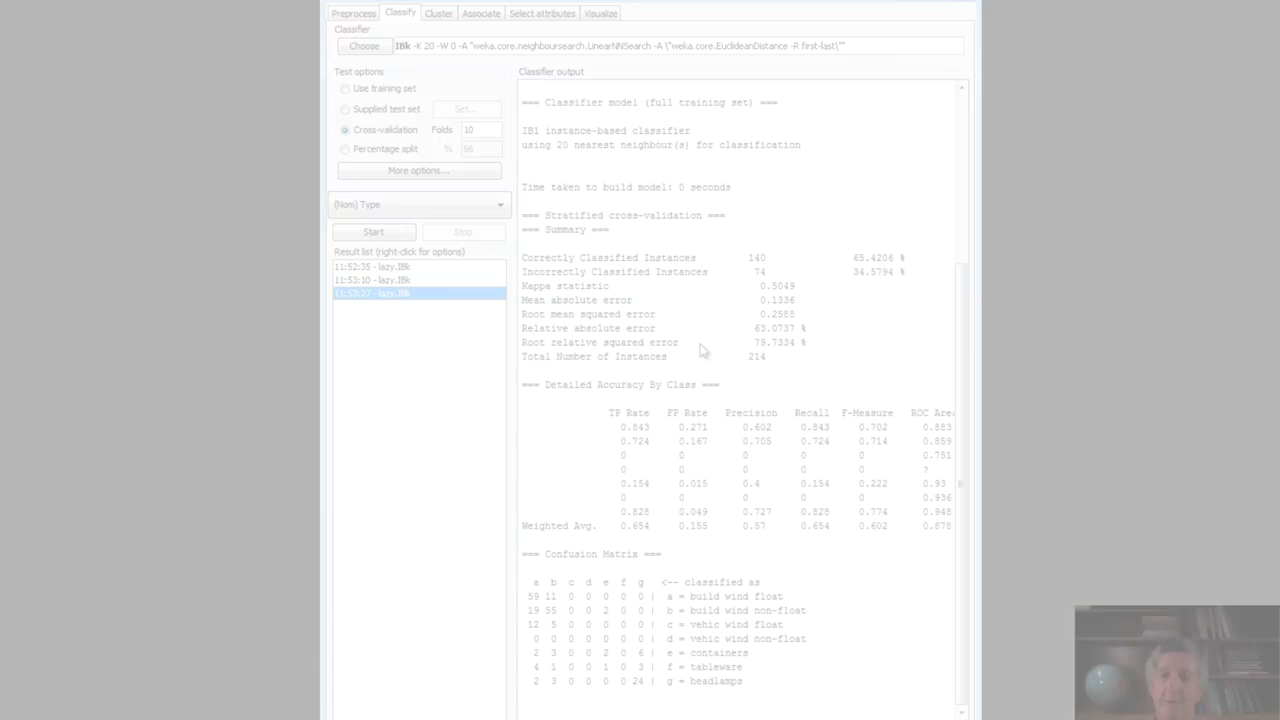 Preprocess Classify Cluster Associate Select attributes Visualize
Classifier
Choose IBk -K 20 -W 0 -A "weka.core.neighboursearch.LinearNNSearch -A \"weka.core.EuclideanDistance -R first-last\""
Test options
Use training set
Supplied test set Set...
Cross-validation Folds 10
Percentage split % 66
More options...
(Nom) Type
Start Stop
Result list (right-click for options)
11:52:35 - lazy.IBk
11:53:10 - lazy.IBk
11:53:27 - lazy.IBk
Classifier output
=== Classifier model (full training set) ===
IB1 instance-based classifier
using 20 nearest neighbour(s) for classification
Time taken to build model: 0 seconds
=== Stratified cross-validation ===
=== Summary ===
Correctly Classified Instances 140 65.4206 %
Incorrectly Classified Instances 74 34.5794 %
Kappa statistic 0.5049
Mean absolute error 0.1336
Root mean squared error 0.2588
Relative absolute error 63.0737 %
Root relative squared error 79.7334 %
Total Number of Instances 214
=== Detailed Accuracy By Class ===
TP Rate FP Rate Precision Recall F-Measure ROC Area
0.843 0.271 0.602 0.843 0.702 0.883
0.724 0.167 0.705 0.724 0.714 0.859
0 0 0 0 0 0.751
0 0 0 0 0 ?
0.154 0.015 0.4 0.154 0.222 0.93
0 0 0 0 0 0.936
0.828 0.049 0.727 0.828 0.774 0.948
Weighted Avg. 0.654 0.155 0.57 0.654 0.602 0.878
=== Confusion Matrix ===
a b c d e f g <-- classified as
59 11 0 0 0 0 0 | a = build wind float
19 55 0 0 2 0 0 | b = build wind non-float
12 5 0 0 0 0 0 | c = vehic wind float
0 0 0 0 0 0 0 | d = vehic wind non-float
2 3 0 0 2 0 6 | e = containers
4 1 0 0 1 0 3 | f = tableware
2 3 0 0 0 0 24 | g = headlamps